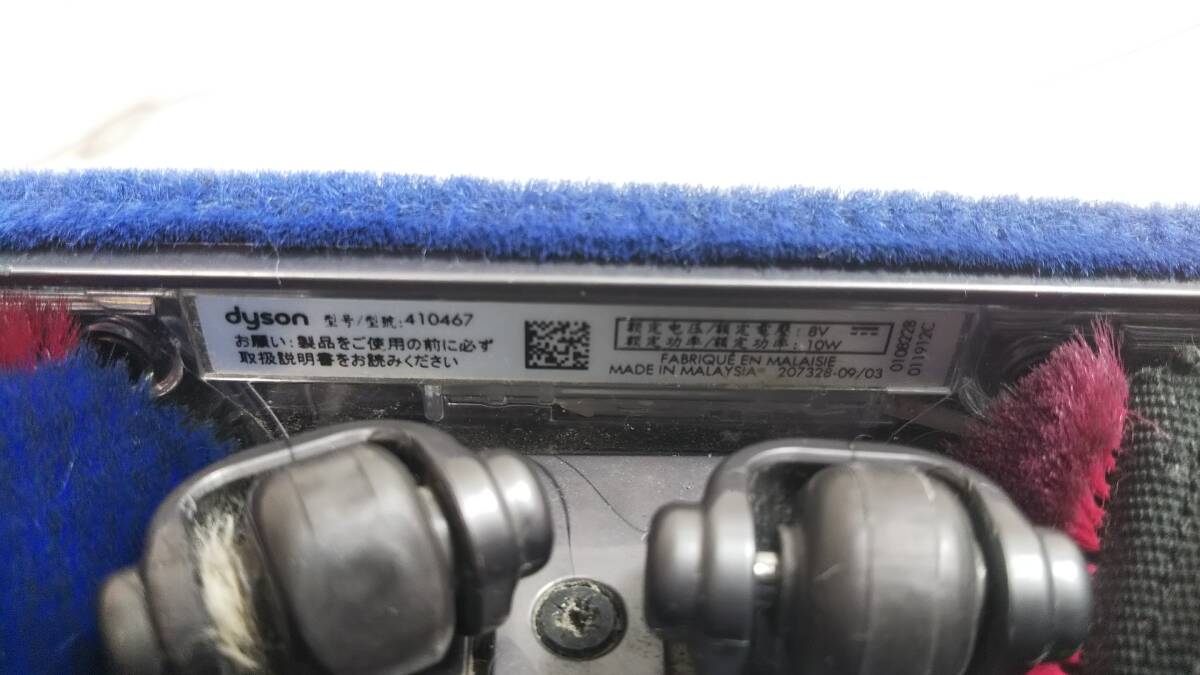 dyson 型号/型號:410467
お願い:製品をご使用の前に必ず
取扱説明書をお読みください
额定电压/額定電壓: 8V ⎓
额定功率/額定功率: 10W
FABRIQUÉ EN MALAISIE
MADE IN MALAYSIA 207328-09/03
0108228
011912C